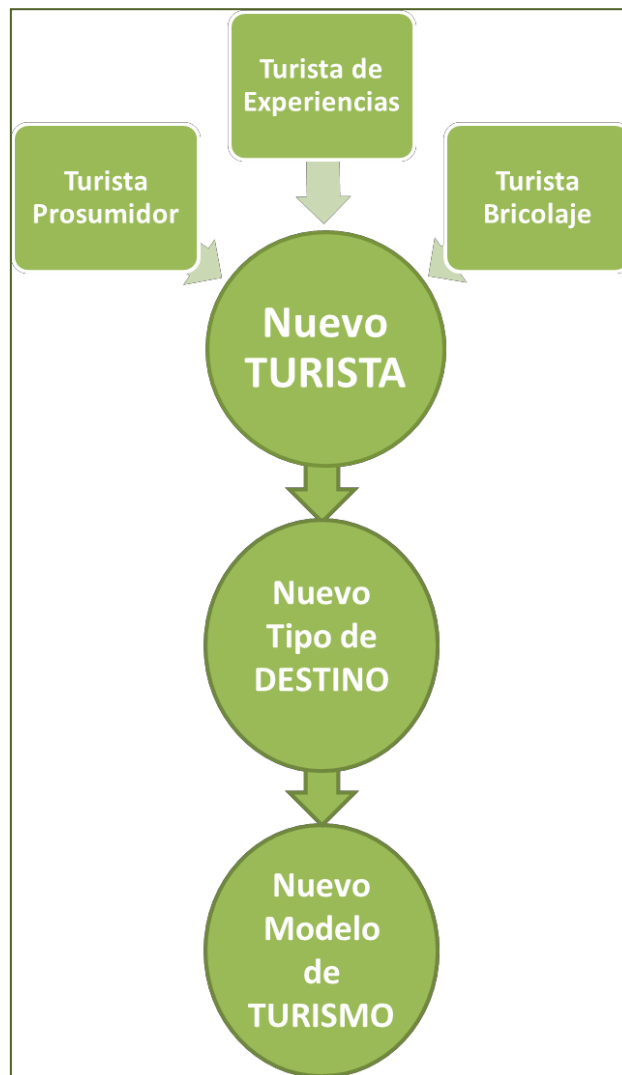 Turista de
Experiencias
Turista
Prosumidor
Turista
Bricolaje
Nuevo
TURISTA
Nuevo
Tipo de
DESTINO
Nuevo
Modelo
de
TURISMO